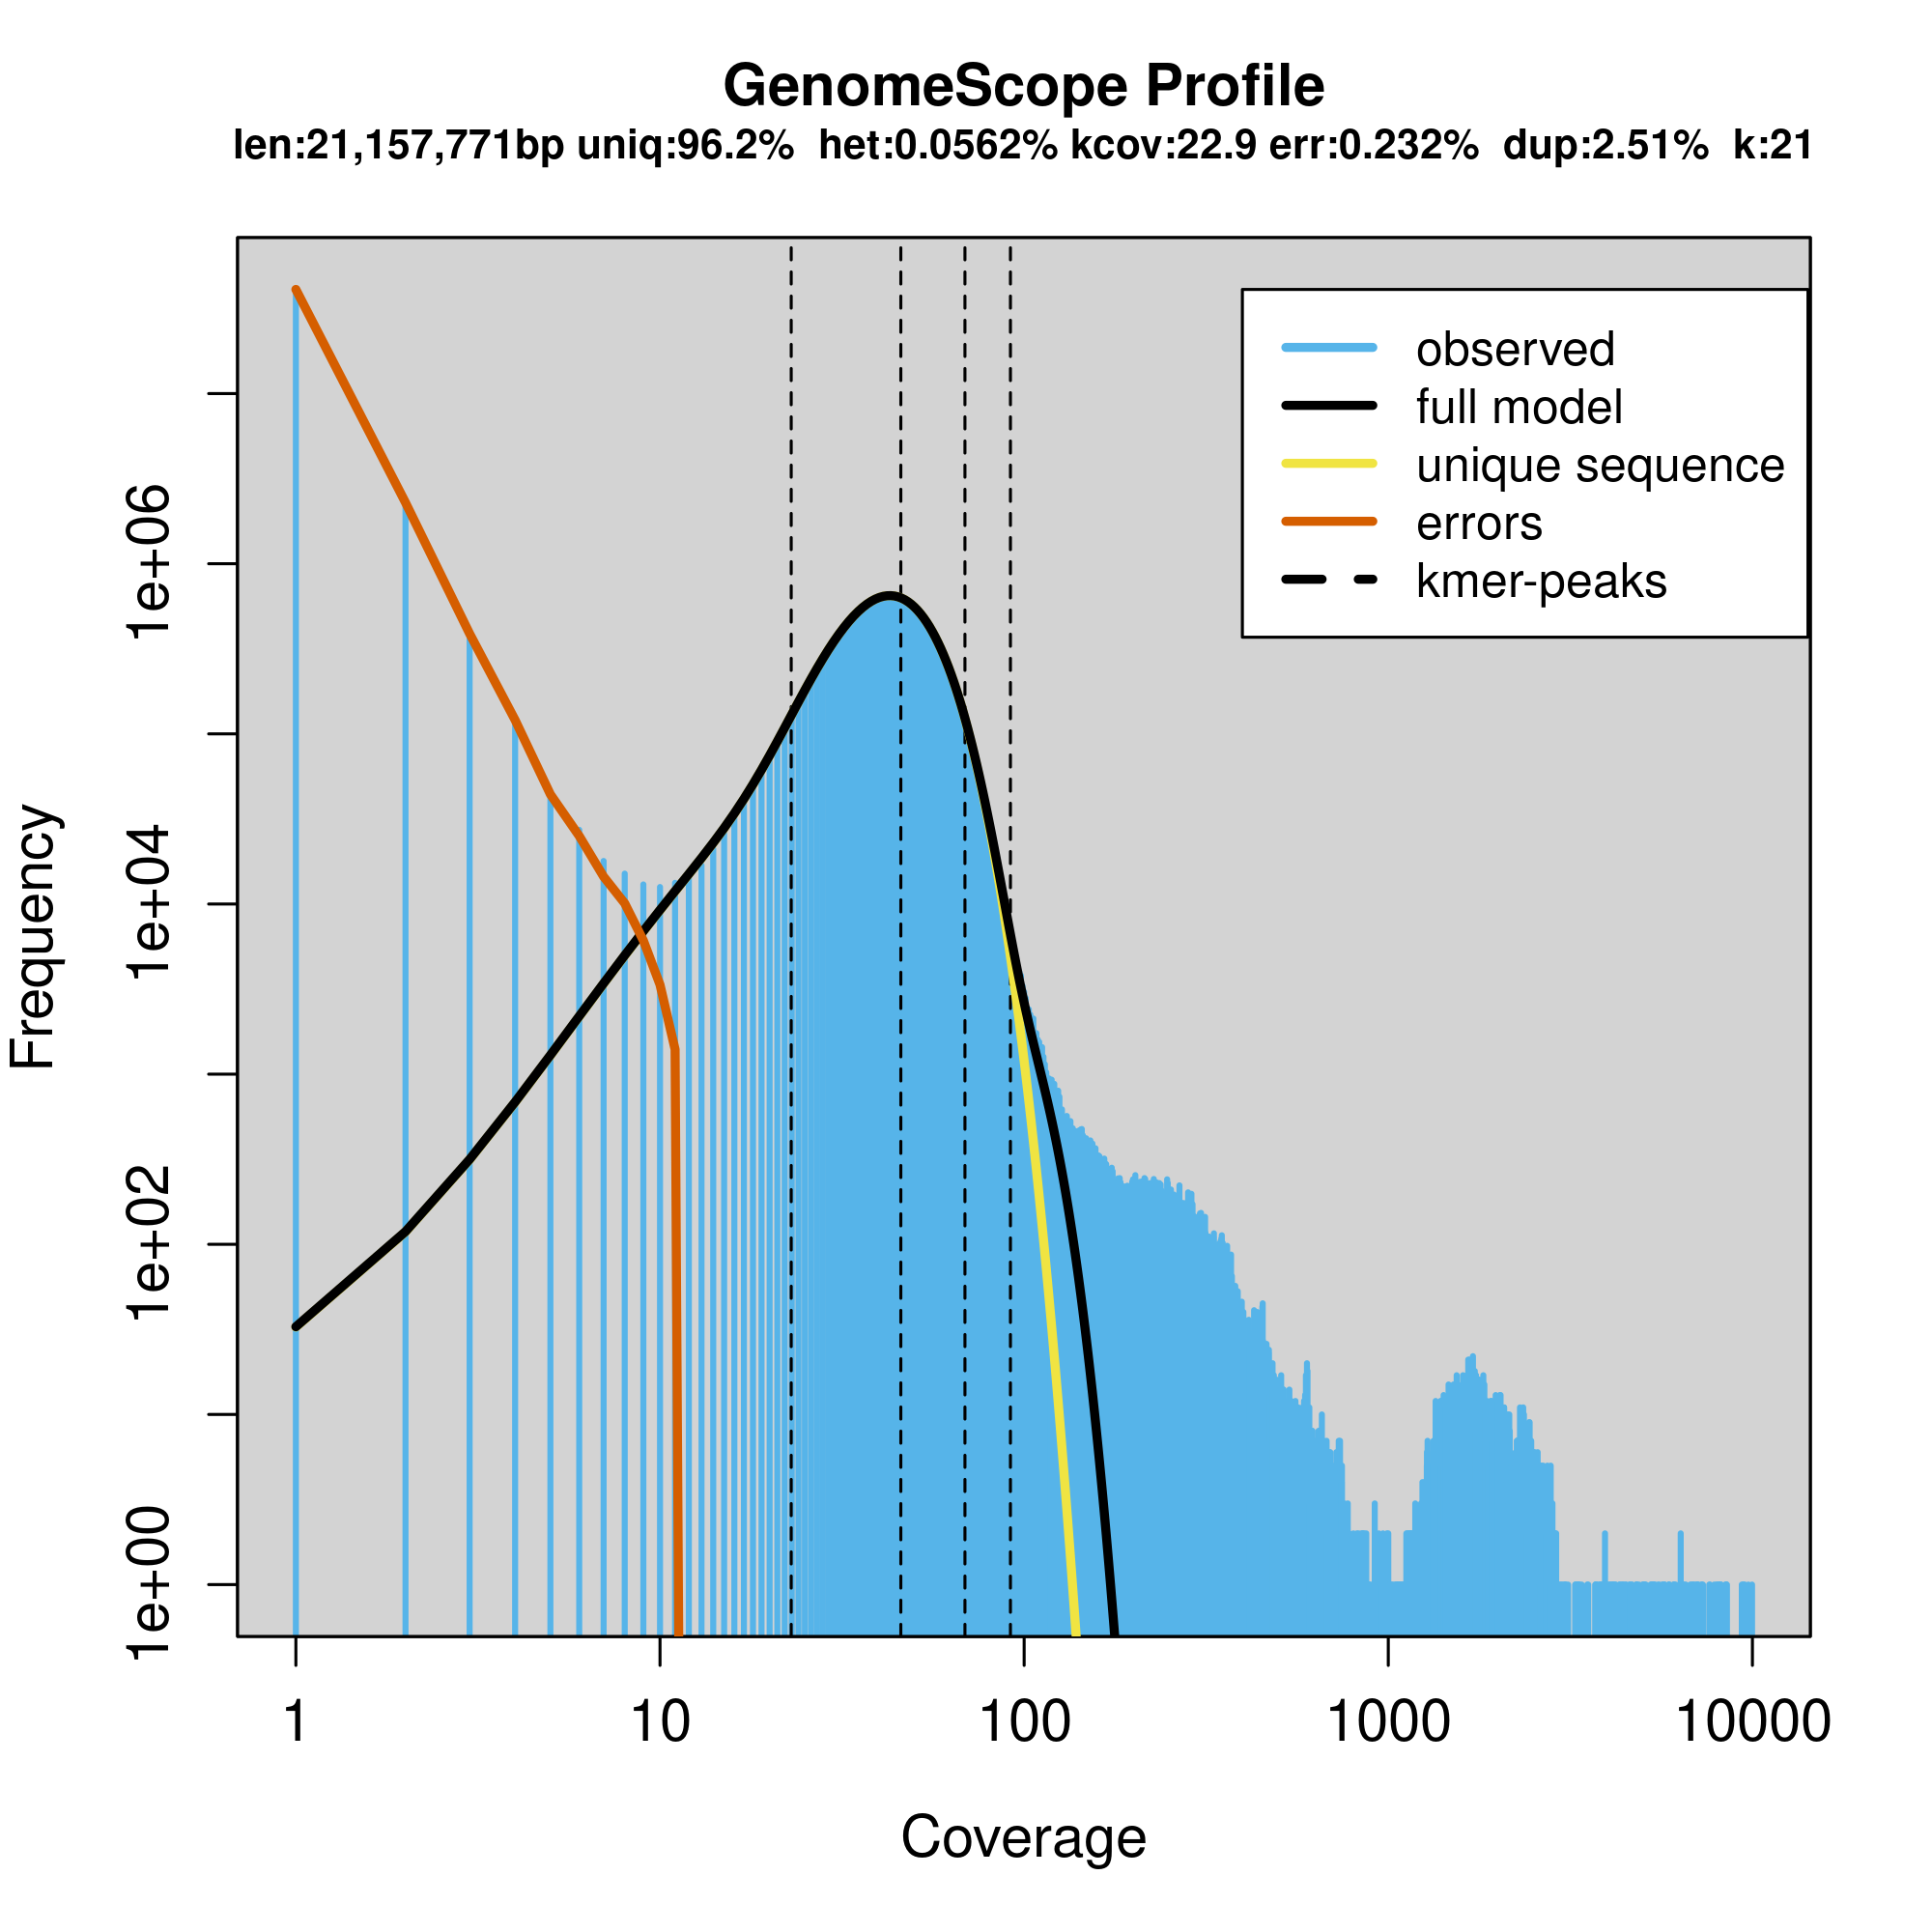 GenomeScope Profile
len:21,157,771bp uniq:96.2% het:0.0562% kcov:22.9 err:0.232% dup:2.51% k:21
observed
full model
unique sequence
errors
kmer-peaks
Frequency
1e+06
1e+04
1e+02
1e+00
1 10 100 1000 10000
Coverage